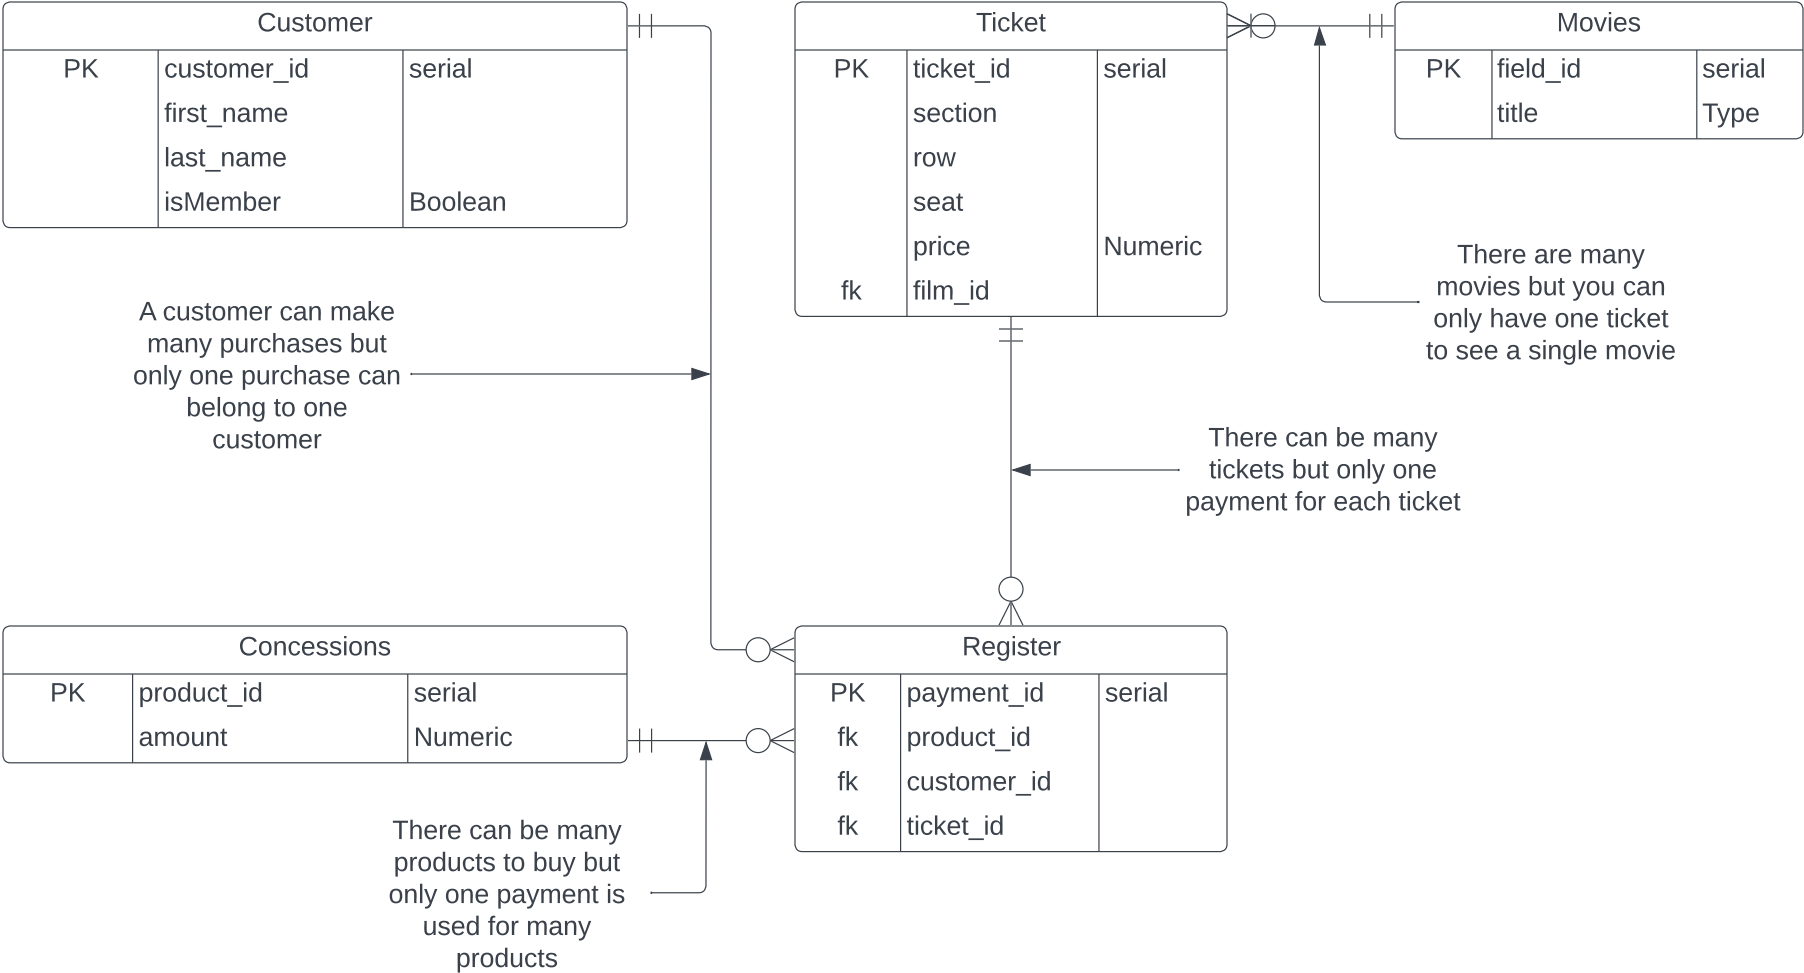 Customer
PK customer_id serial
first_name
last_name
isMember Boolean
Ticket
PK ticket_id serial
section
row
seat
price Numeric
fk film_id
Movies
PK field_id serial
title Type
A customer can make
many purchases but
only one purchase can
belong to one
customer
There are many
movies but you can
only have one ticket
to see a single movie
There can be many
tickets but only one
payment for each ticket
Concessions
PK product_id serial
amount Numeric
Register
PK payment_id serial
fk product_id
fk customer_id
fk ticket_id
There can be many
products to buy but
only one payment is
used for many
products